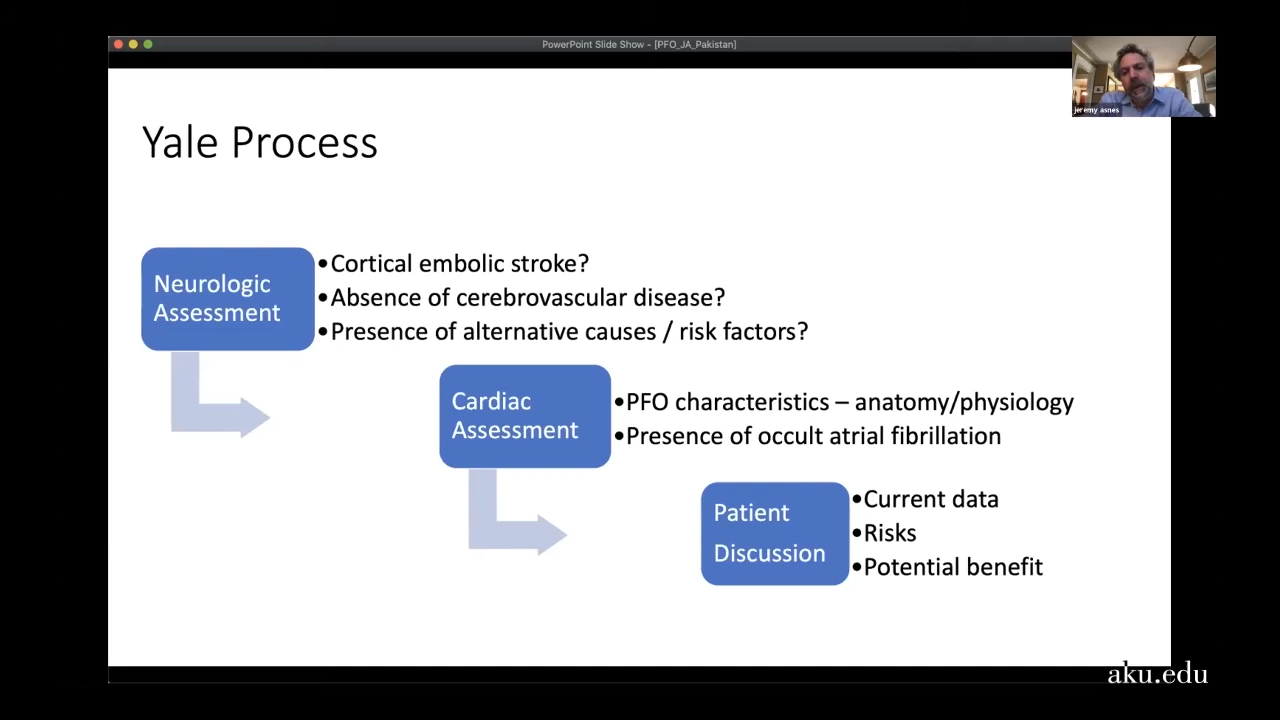 PowerPoint Slide Show - [PFO_JA_Pakistan]
jeremy asnes
Yale Process
Neurologic
Assessment
•Cortical embolic stroke?
•Absence of cerebrovascular disease?
•Presence of alternative causes / risk factors?
Cardiac
Assessment
•PFO characteristics – anatomy/physiology
•Presence of occult atrial fibrillation
Patient
Discussion
•Current data
•Risks
•Potential benefit
aku.edu